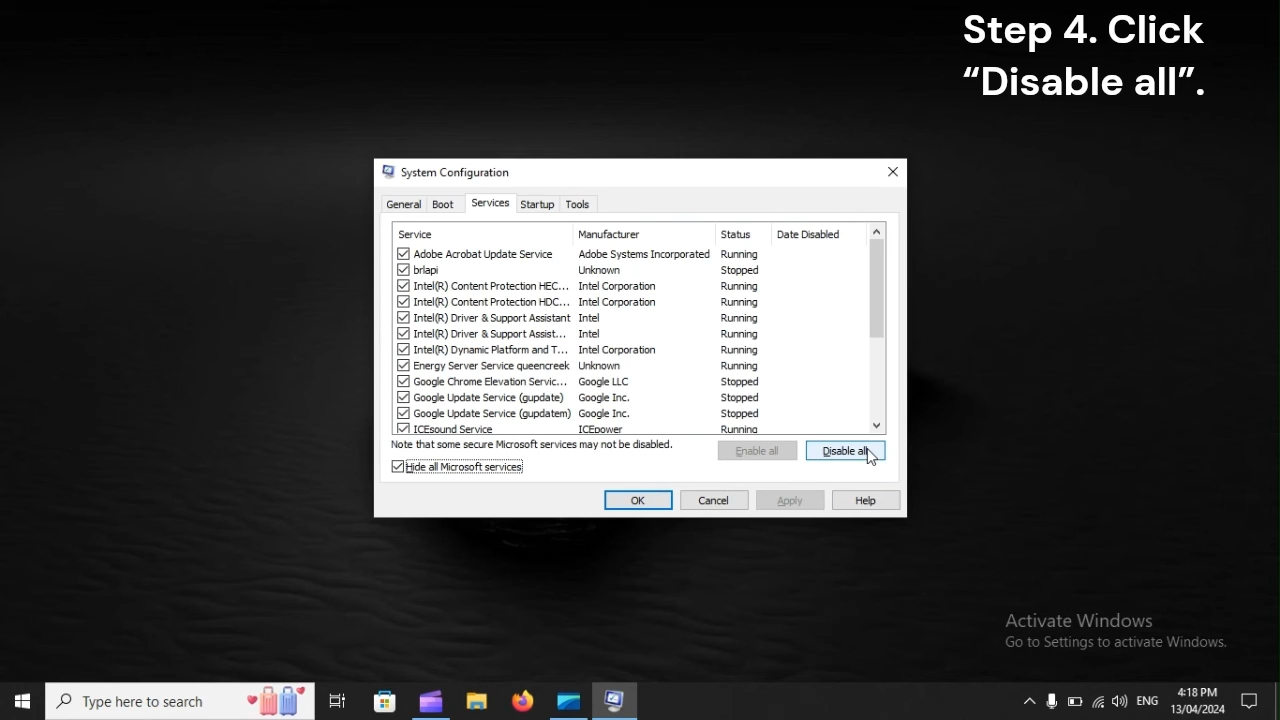 Step 4. Click
“Disable all”.
System Configuration
General Boot Services Startup Tools
Service Manufacturer Status Date Disabled
Adobe Acrobat Update Service Adobe Systems Incorporated Running
brlapi Unknown Stopped
Intel(R) Content Protection HEC... Intel Corporation Running
Intel(R) Content Protection HDC... Intel Corporation Running
Intel(R) Driver & Support Assistant Intel Running
Intel(R) Driver & Support Assist... Intel Running
Intel(R) Dynamic Platform and T... Intel Corporation Running
Energy Server Service queencreek Unknown Running
Google Chrome Elevation Servic... Google LLC Stopped
Google Update Service (gupdate) Google Inc. Stopped
Google Update Service (gupdatem) Google Inc. Stopped
ICEsound Service ICEpower Running
Note that some secure Microsoft services may not be disabled.
Enable all Disable all
Hide all Microsoft services
OK Cancel Apply Help
Activate Windows
Go to Settings to activate Windows.
Type here to search
ENG
4:18 PM
13/04/2024